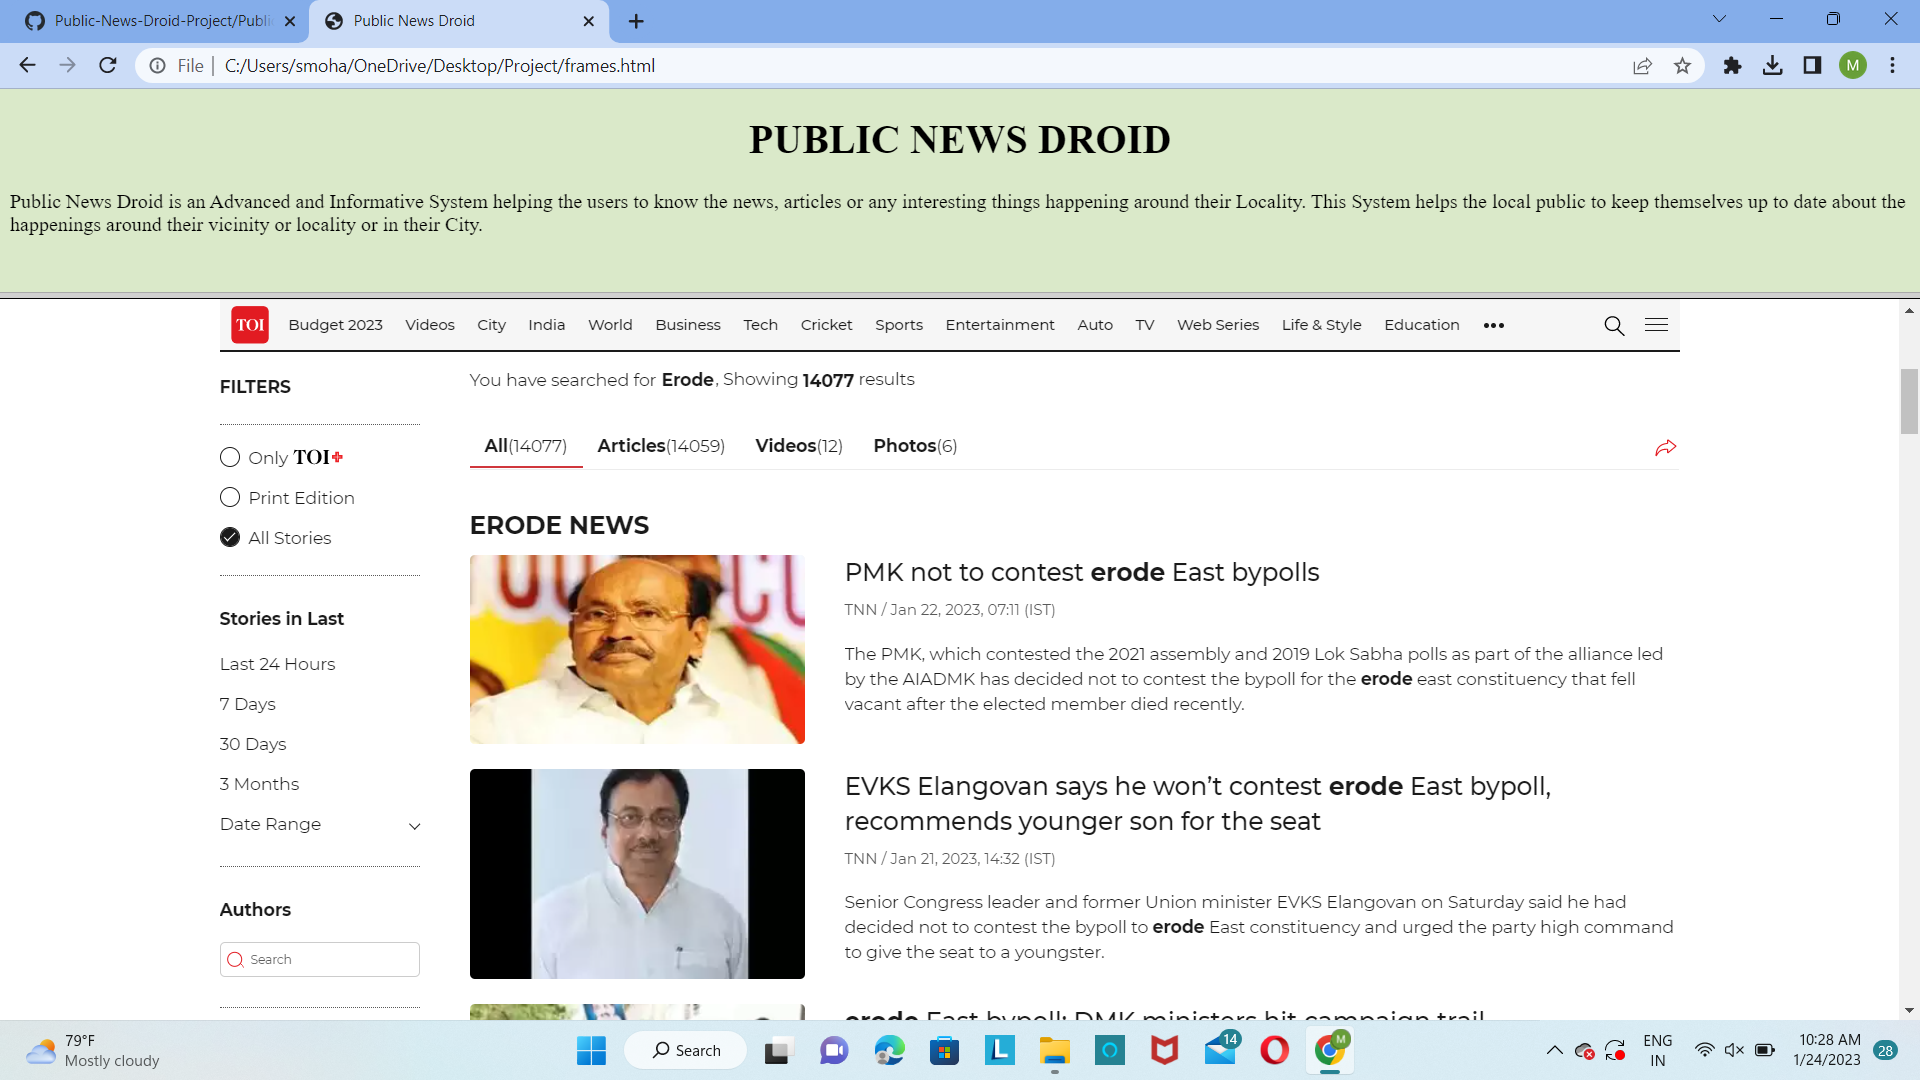 Public-News-Droid-Project/Publi
Public News Droid
File
C:/Users/smoha/OneDrive/Desktop/Project/frames.html
M
PUBLIC NEWS DROID
Public News Droid is an Advanced and Informative System helping the users to know the news, articles or any interesting things happening around their Locality. This System helps the local public to keep themselves up to date about the
happenings around their vicinity or locality or in their City.
TOI Budget 2023 Videos City India World Business Tech Cricket Sports Entertainment Auto TV Web Series Life & Style Education
FILTERS
Only TOI+
Print Edition
All Stories
Stories in Last
Last 24 Hours
7 Days
30 Days
3 Months
Date Range
Authors
Search
You have searched for Erode, Showing 14077 results
All(14077) Articles(14059) Videos(12) Photos(6)
ERODE NEWS
PMK not to contest erode East bypolls
TNN / Jan 22, 2023, 07:11 (IST)
The PMK, which contested the 2021 assembly and 2019 Lok Sabha polls as part of the alliance led
by the AIADMK has decided not to contest the bypoll for the erode east constituency that fell
vacant after the elected member died recently.
EVKS Elangovan says he won’t contest erode East bypoll,
recommends younger son for the seat
TNN / Jan 21, 2023, 14:32 (IST)
Senior Congress leader and former Union minister EVKS Elangovan on Saturday said he had
decided not to contest the bypoll to erode East constituency and urged the party high command
to give the seat to a youngster.
erode East bypoll: DMK ministers hit campaign trail
79°F
Mostly cloudy
Search
L
14
M
ENG
IN
10:28 AM
1/24/2023
28